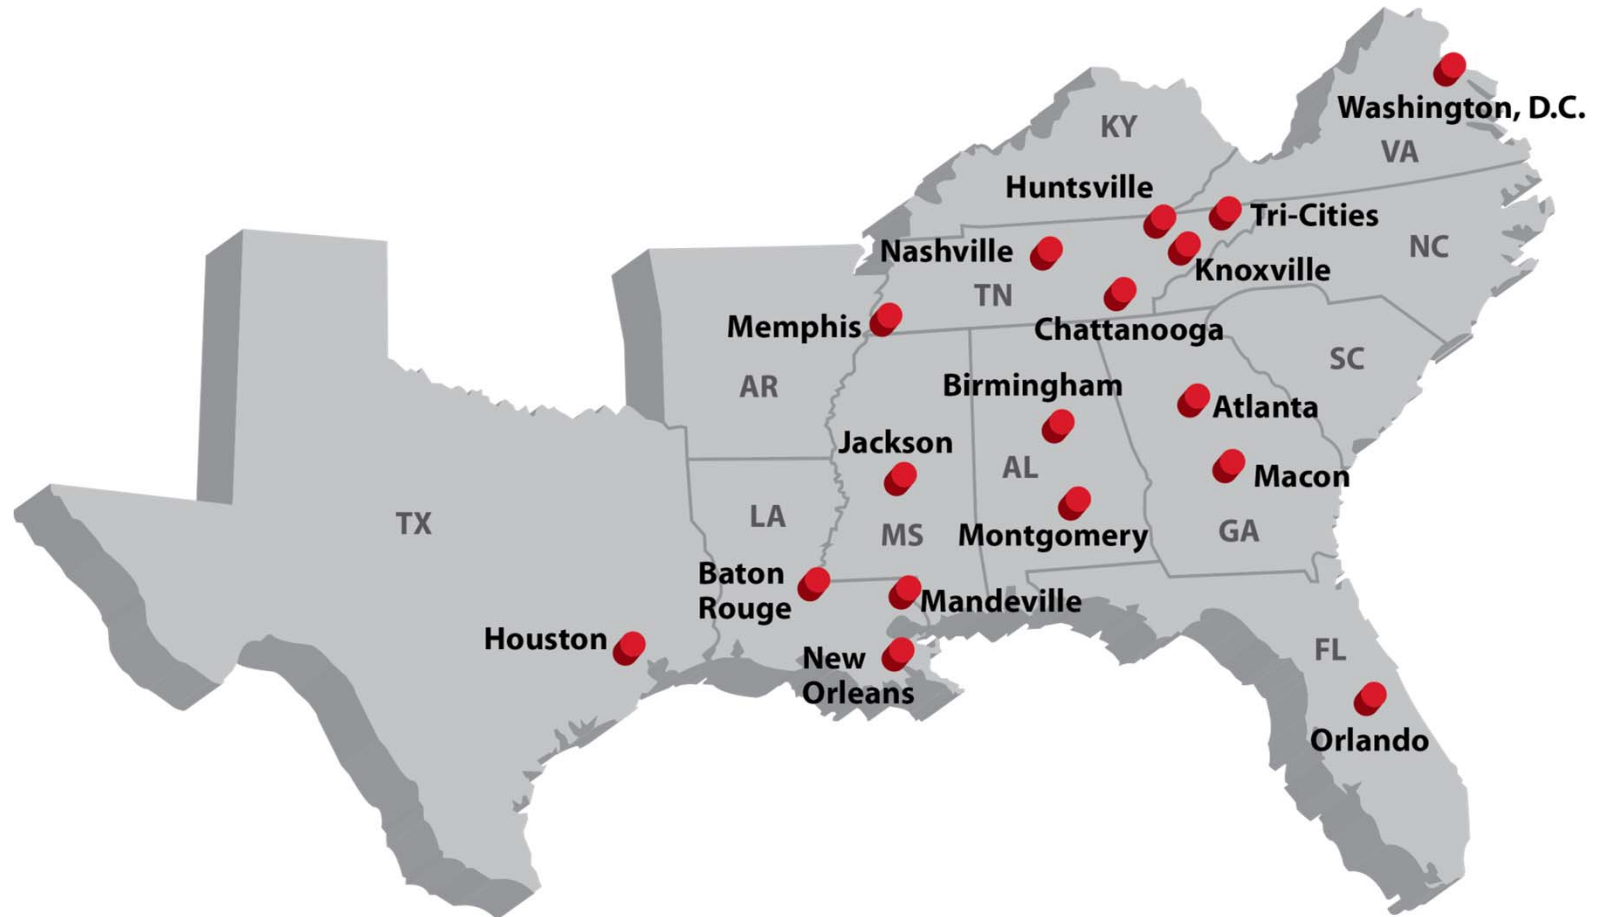 Washington, D.C.
KY
VA
Huntsville
Tri-Cities
Nashville
NC
Knoxville
TN
Memphis
Chattanooga
SC
AR
Birmingham
Atlanta
Jackson
AL
Macon
TX
LA
MS
Montgomery
GA
Baton
Rouge
Mandeville
Houston
New
Orleans
FL
Orlando